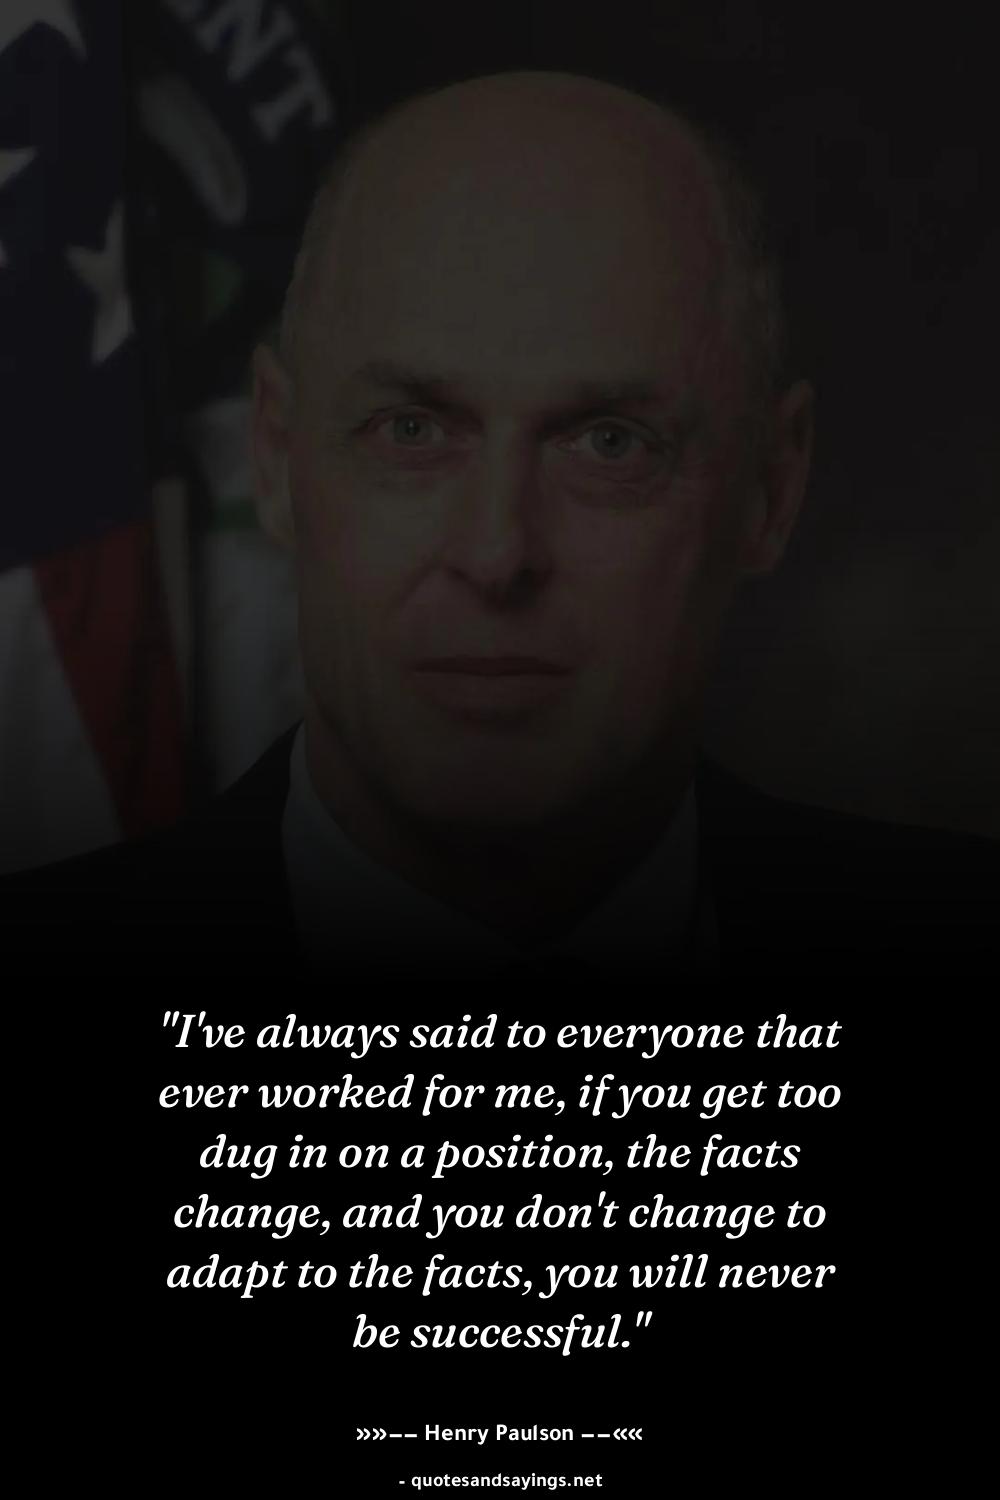 ENT
"I've always said to everyone that
ever worked for me, if you get too
dug in on a position, the facts
change, and you don't change to
adapt to the facts, you will never
be successful."
»»−− Henry Paulson −−««
- quotesandsayings.net